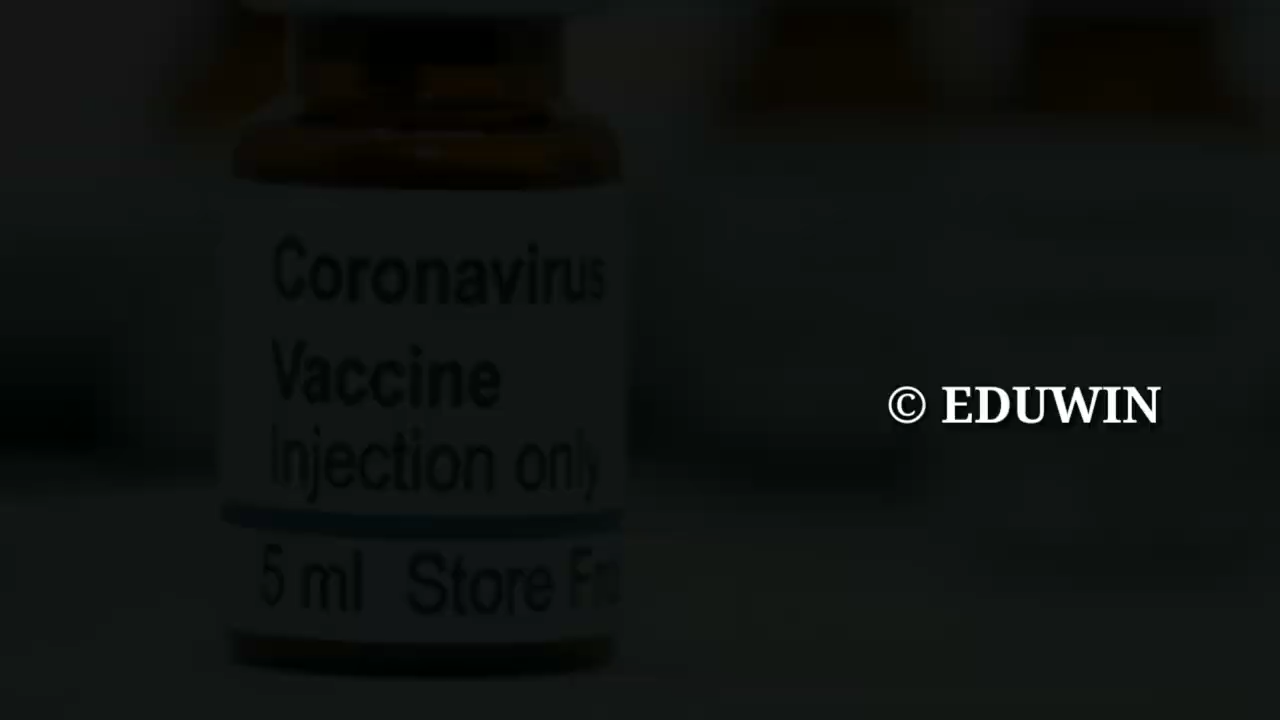 Coronavirus
Vaccine
Injection only
5 ml Store
© EDUWIN